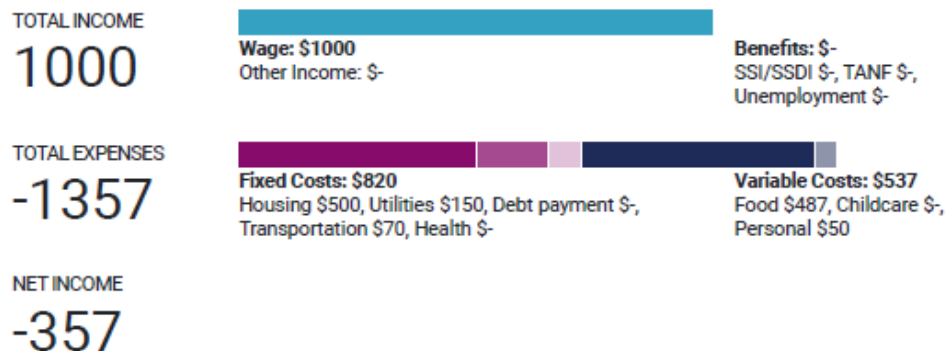 TOTAL INCOME
1000
Wage: $1000
Other Income: $-
Benefits: $-
SSI/SSDI $-, TANF $-,
Unemployment $-
TOTAL EXPENSES
-1357
Fixed Costs: $820
Housing $500, Utilities $150, Debt payment $-,
Transportation $70, Health $-
Variable Costs: $537
Food $487, Childcare $-,
Personal $50
NET INCOME
-357